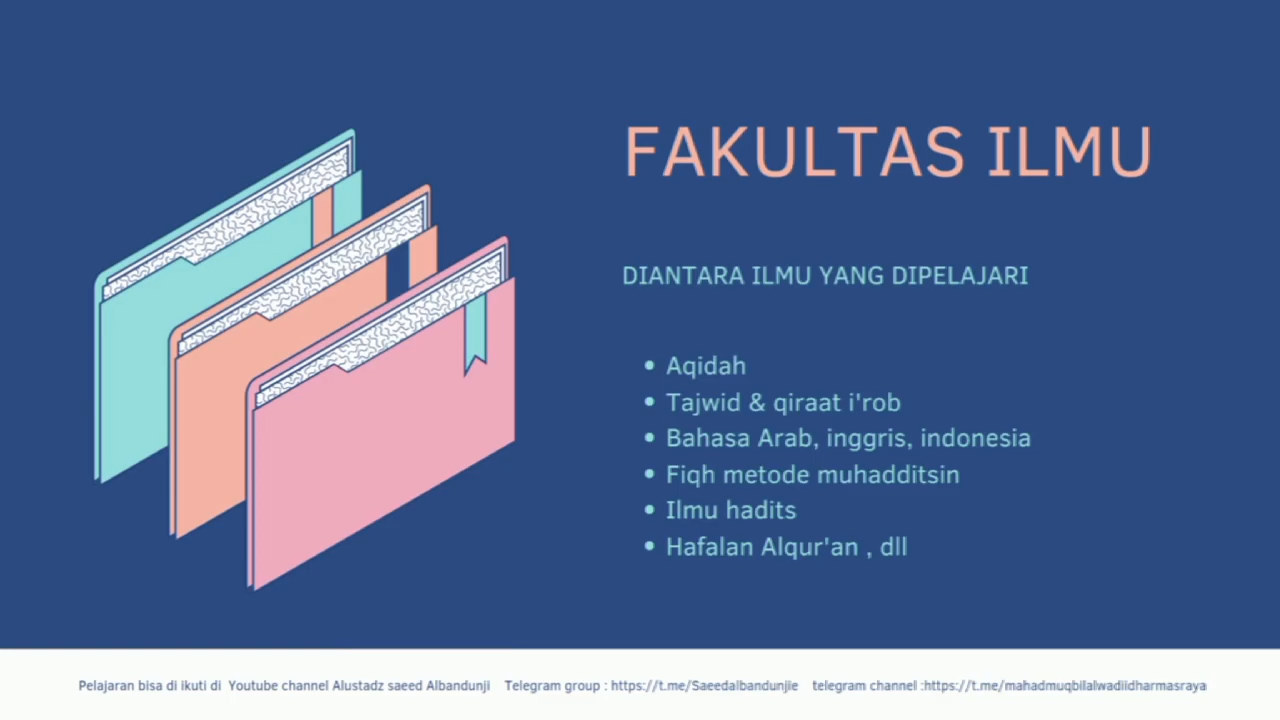 FAKULTAS ILMU
DIANTARA ILMU YANG DIPELAJARI
• Aqidah
• Tajwid & qiraat i'rob
• Bahasa Arab, inggris, indonesia
• Fiqh metode muhadditsin
• Ilmu hadits
• Hafalan Alqur'an , dll
Pelajaran bisa di ikuti di Youtube channel Alustadz saeed Albandunji Telegram group : https://t.me/Saeedalbandunjie telegram channel :https://t.me/mahadmuqbilalwadiidharmasraya